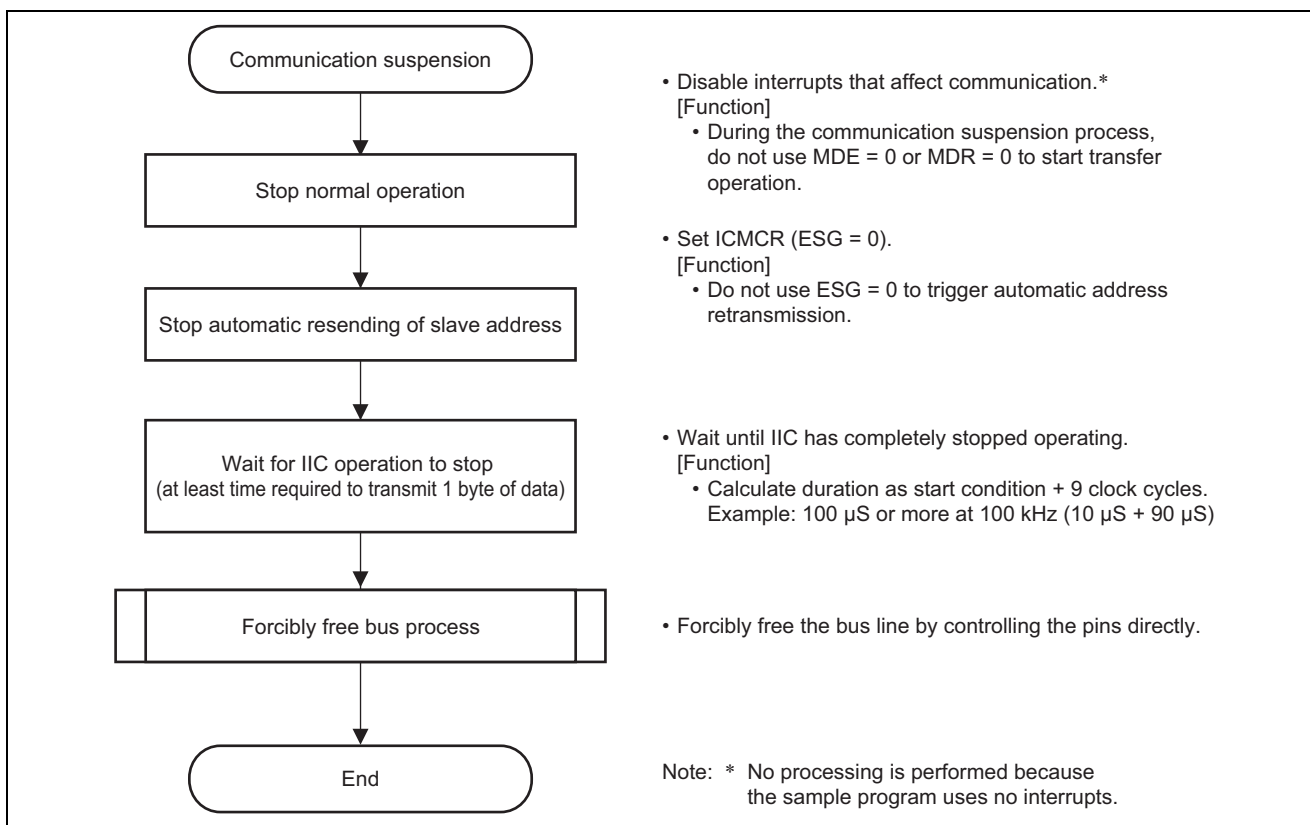 Communication suspension
• Disable interrupts that affect communication.*
[Function]
• During the communication suspension process,
do not use MDE = 0 or MDR = 0 to start transfer
operation.
Stop normal operation
• Set ICMCR (ESG = 0).
[Function]
• Do not use ESG = 0 to trigger automatic address
retransmission.
Stop automatic resending of slave address
• Wait until IIC has completely stopped operating.
[Function]
• Calculate duration as start condition + 9 clock cycles.
Example: 100 µS or more at 100 kHz (10 µS + 90 µS)
Wait for IIC operation to stop
(at least time required to transmit 1 byte of data)
Forcibly free bus process
• Forcibly free the bus line by controlling the pins directly.
End
Note: * No processing is performed because
the sample program uses no interrupts.